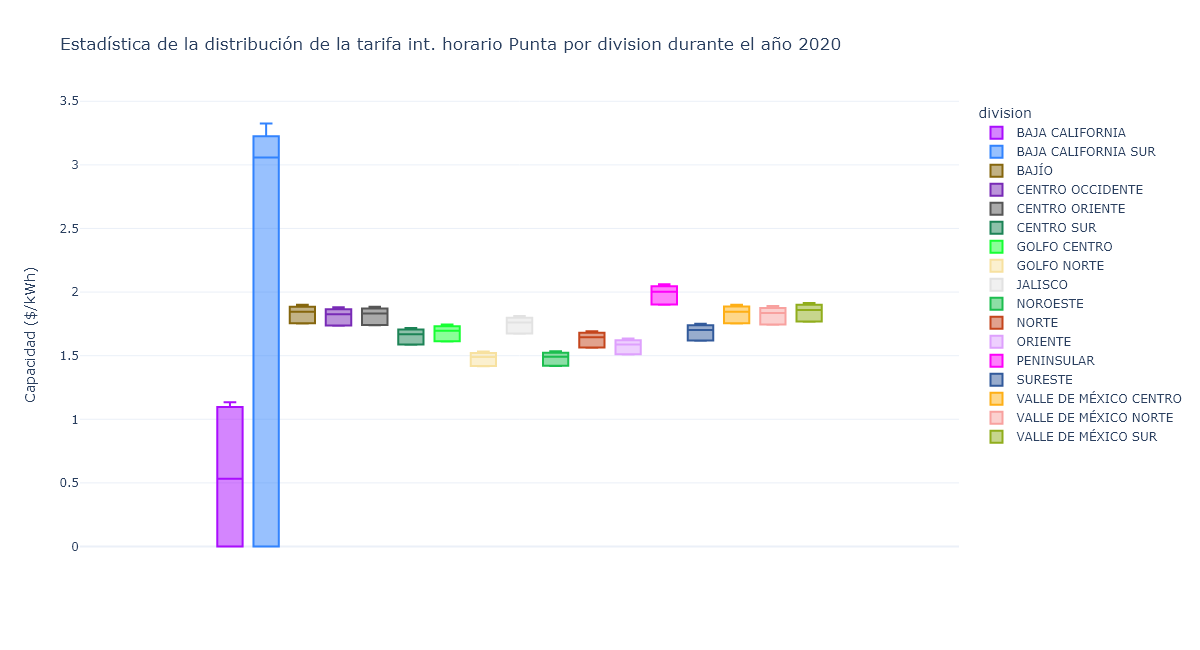 Estadística de la distribución de la tarifa int. horario Punta por division durante el año 2020
3.5
3
2.5
2
1.5
1
0.5
0
Capacidad ($/kWh)
division
BAJA CALIFORNIA
BAJA CALIFORNIA SUR
BAJÍO
CENTRO OCCIDENTE
CENTRO ORIENTE
CENTRO SUR
GOLFO CENTRO
GOLFO NORTE
JALISCO
NOROESTE
NORTE
ORIENTE
PENINSULAR
SURESTE
VALLE DE MÉXICO CENTRO
VALLE DE MÉXICO NORTE
VALLE DE MÉXICO SUR